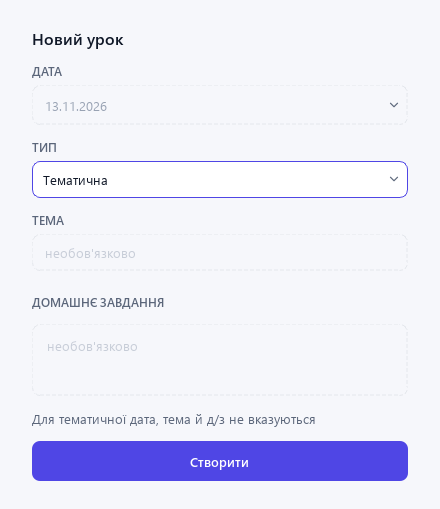 Новий урок
ДАТА
13.11.2026
ТИП
Тематична
ТЕМА
необов'язково
ДОМАШНЄ ЗАВДАННЯ
необов'язково
Для тематичної дата, тема й д/з не вказуються
Створити